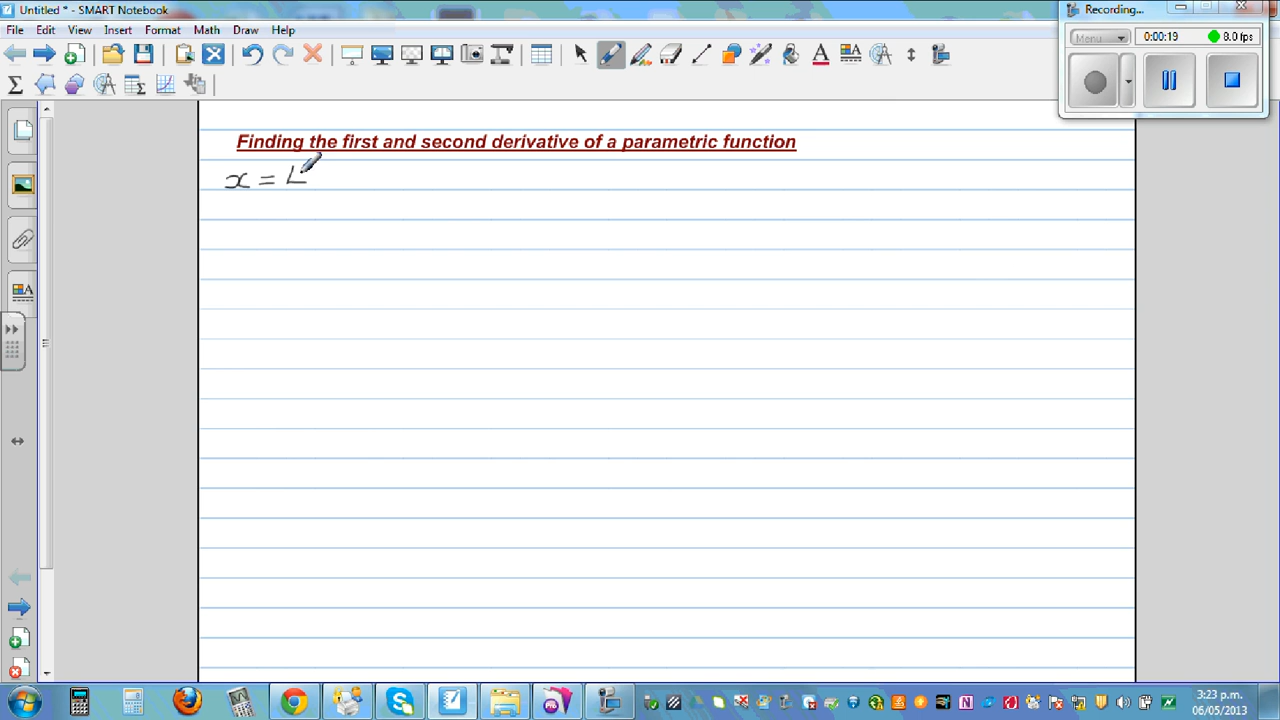 Untitled * - SMART Notebook
Recording...
File Edit View Insert Format Math Draw Help
Menu
0:00:19
8.0 fps
Finding the first and second derivative of a parametric function
x = L
3:23 p.m.
06/05/2013